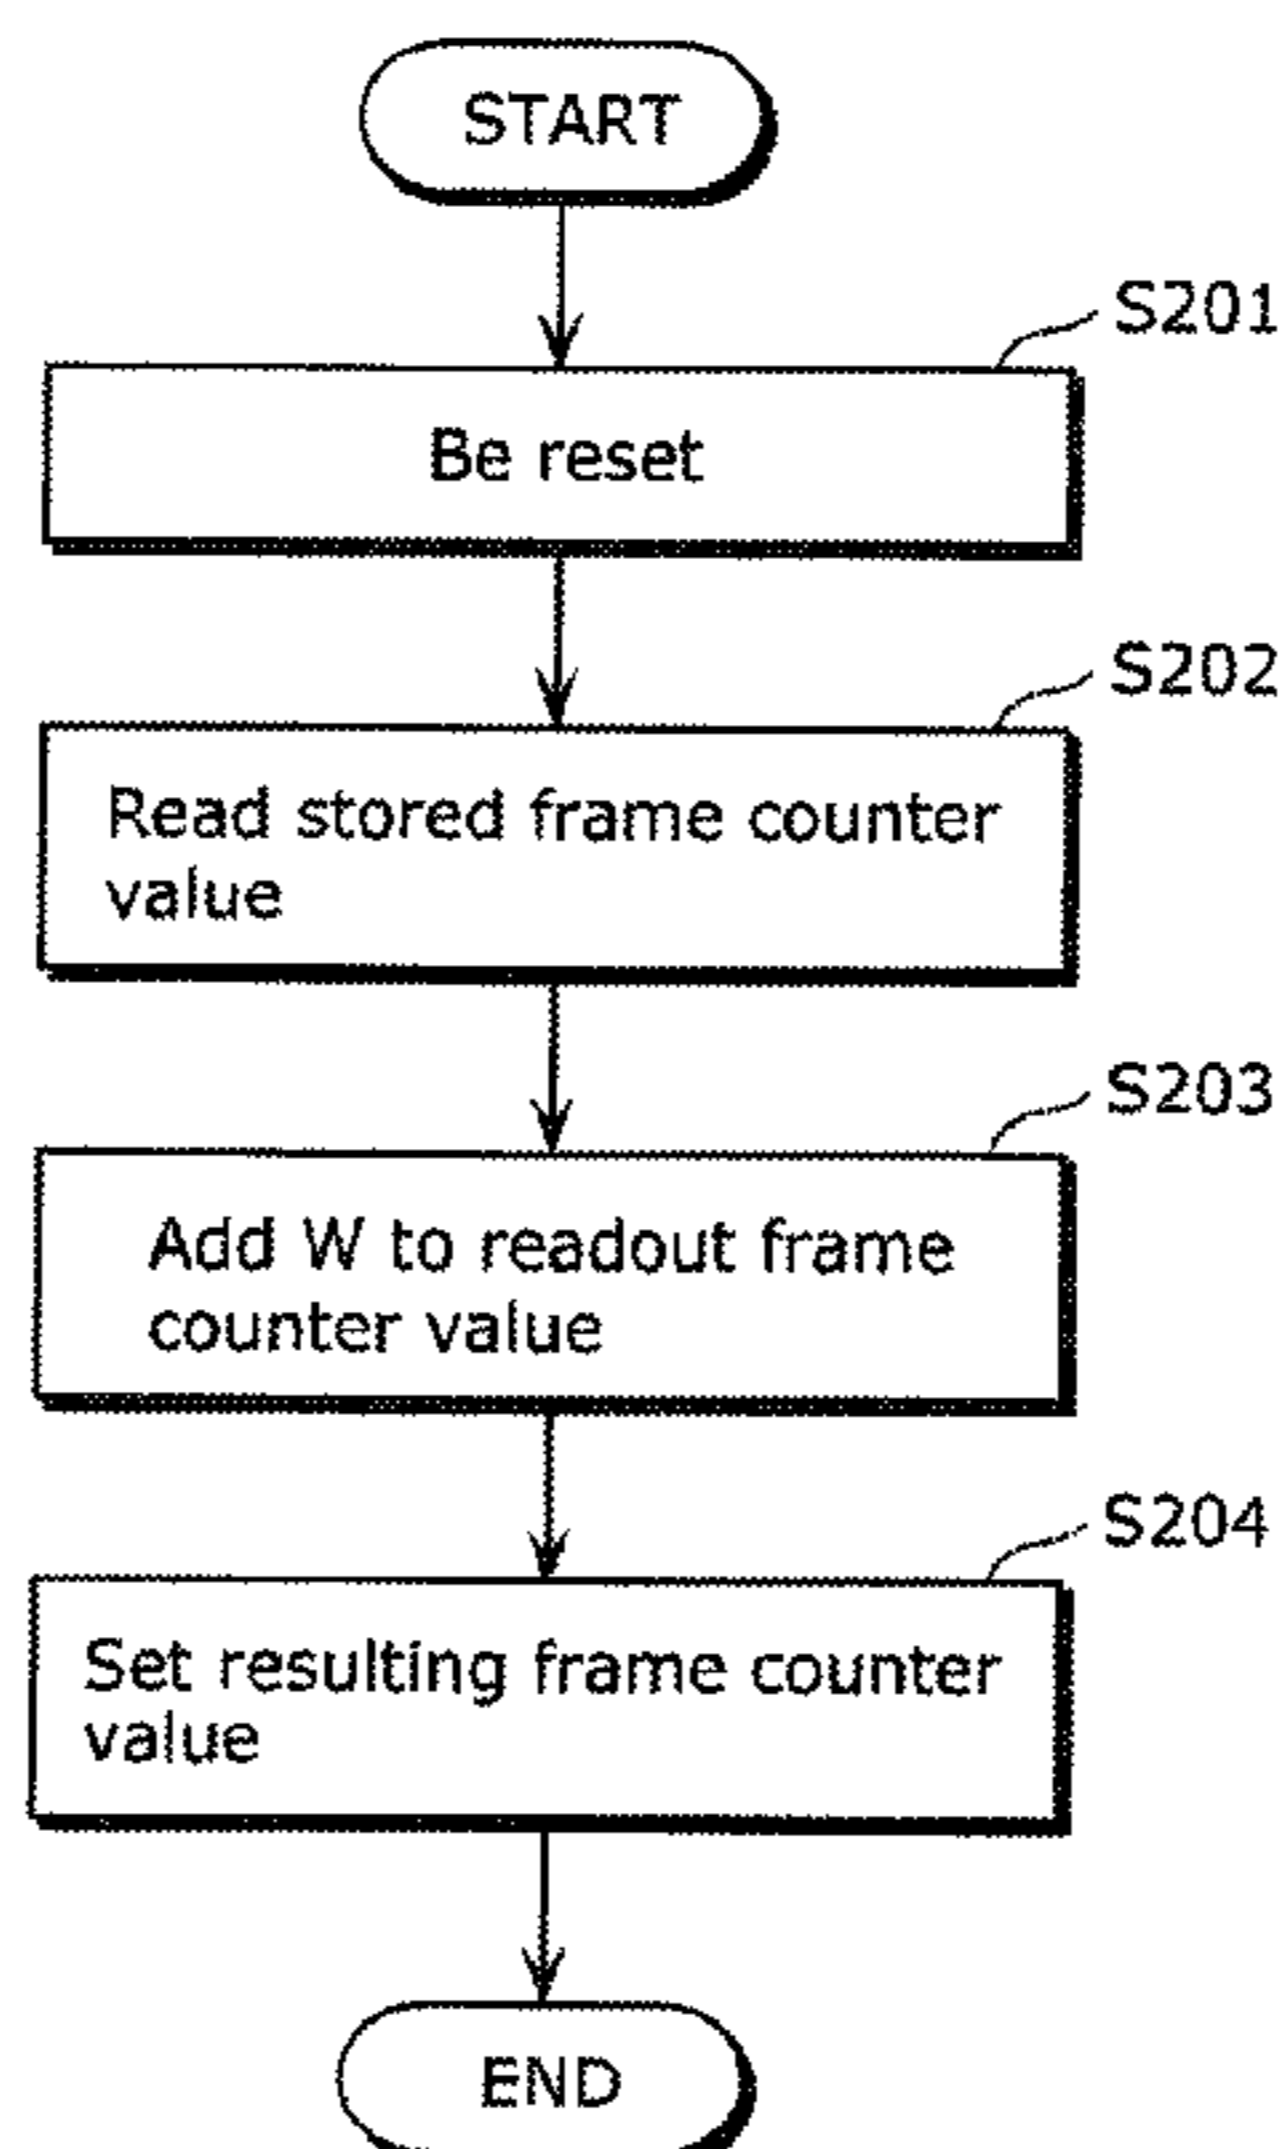 START
S201
Be reset
S202
Read stored frame counter
value
S203
Add W to readout frame
counter value
S204
Set resulting frame counter
value
END